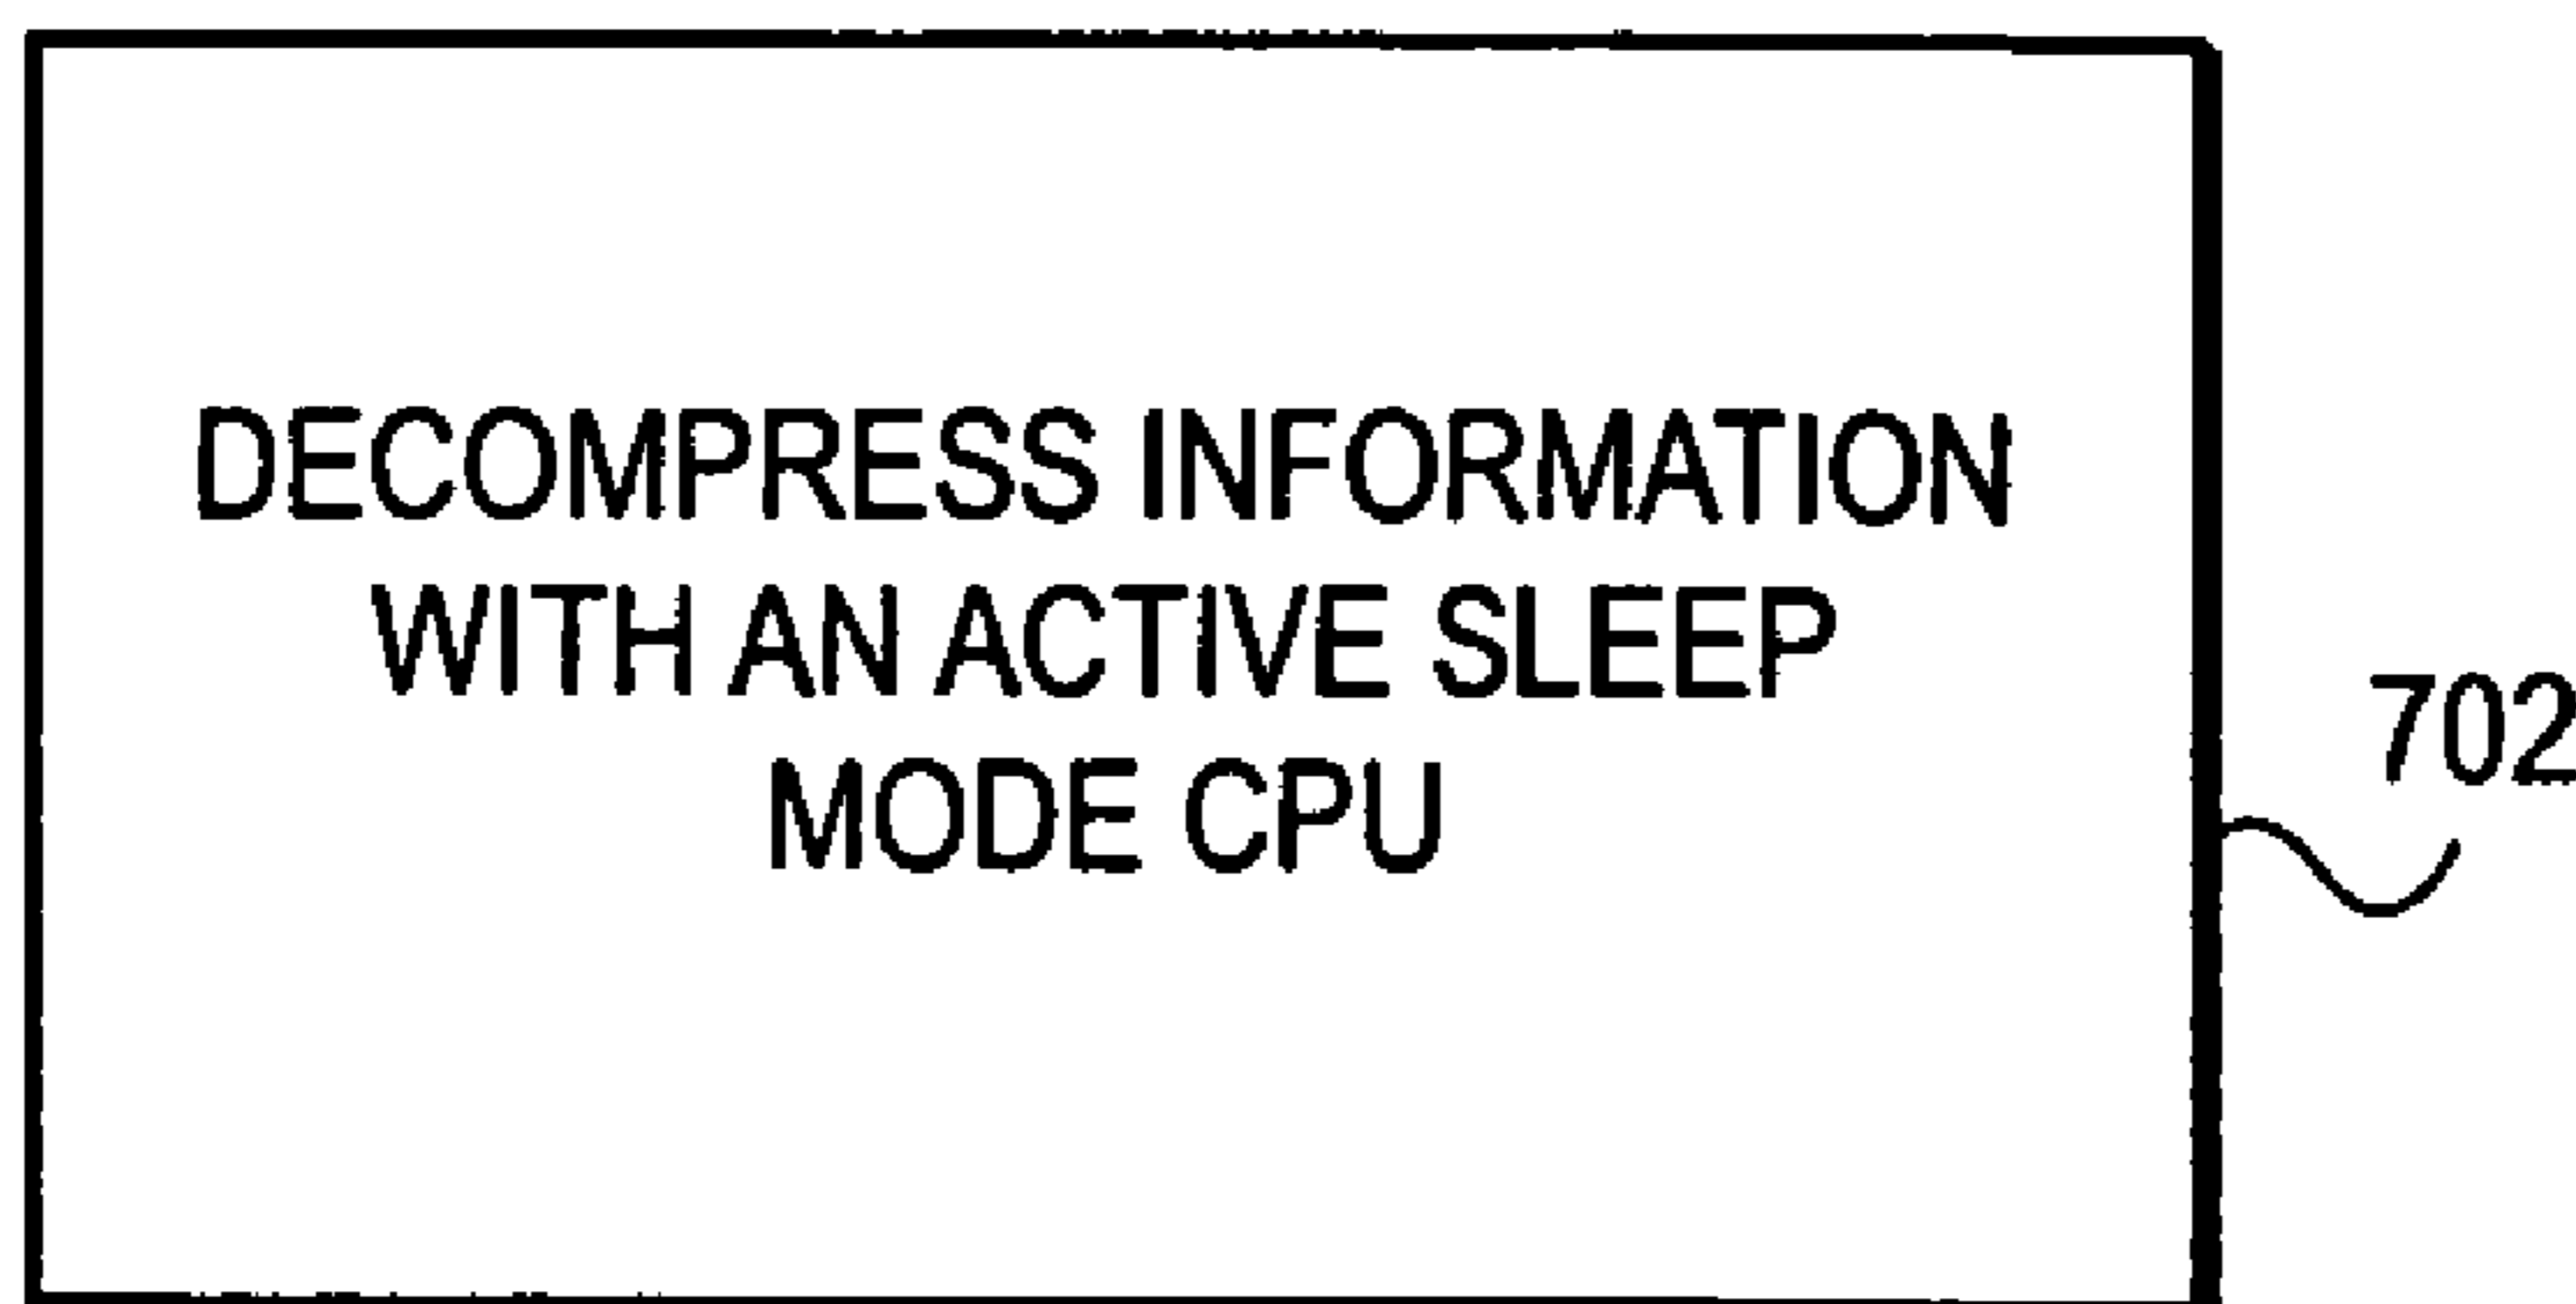 DECOMPRESS INFORMATION
WITH AN ACTIVE SLEEP
MODE CPU
702